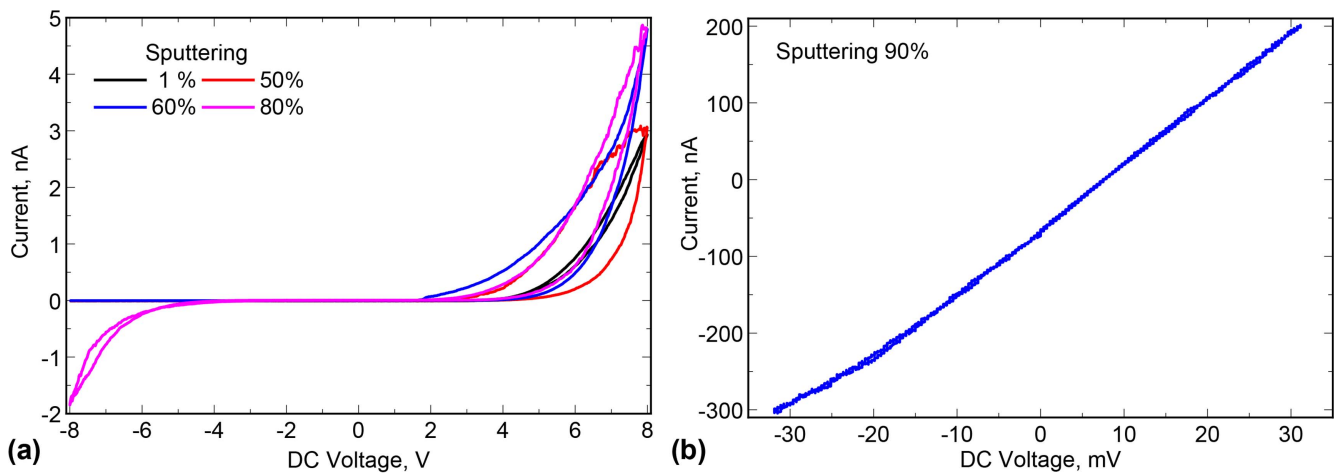 Sputtering
1 % 50%
60% 80%
Current, nA
5
4
3
2
1
0
-1
-2
-8 -6 -4 -2 0 2 4 6 8
DC Voltage, V
(a)
Sputtering 90%
Current, nA
200
100
0
-100
-200
-300
-30 -20 -10 0 10 20 30
DC Voltage, mV
(b)